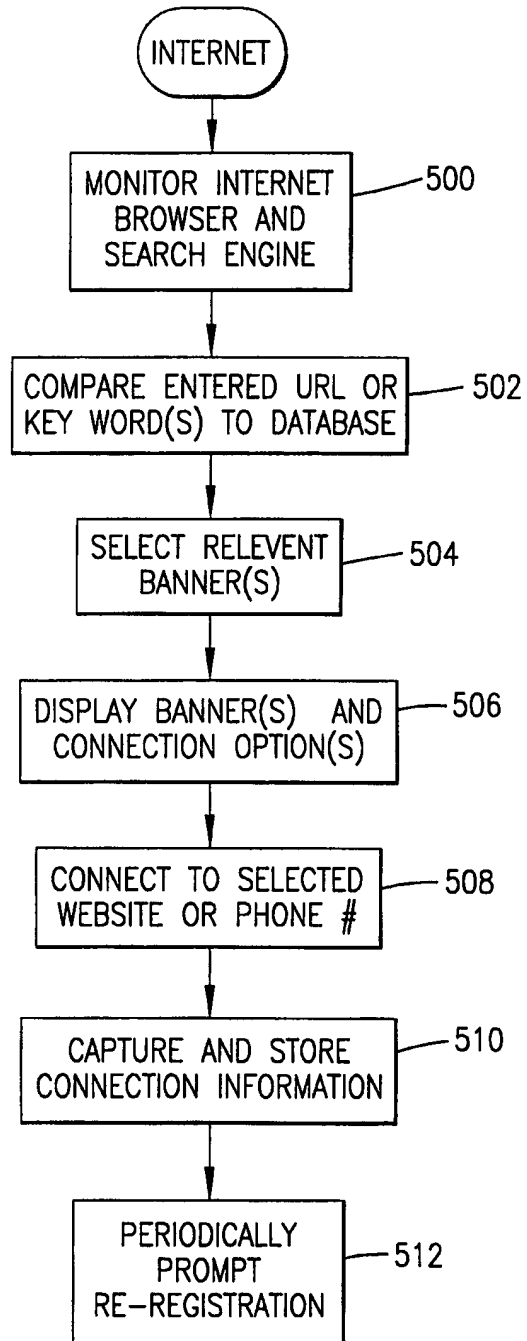 INTERNET
MONITOR INTERNET
BROWSER AND
SEARCH ENGINE
500
COMPARE ENTERED URL OR
KEY WORD(S) TO DATABASE
502
SELECT RELEVENT
BANNER(S)
504
DISPLAY BANNER(S) AND
CONNECTION OPTION(S)
506
CONNECT TO SELECTED
WEBSITE OR PHONE #
508
CAPTURE AND STORE
CONNECTION INFORMATION
510
PERIODICALLY
PROMPT
RE-REGISTRATION
512